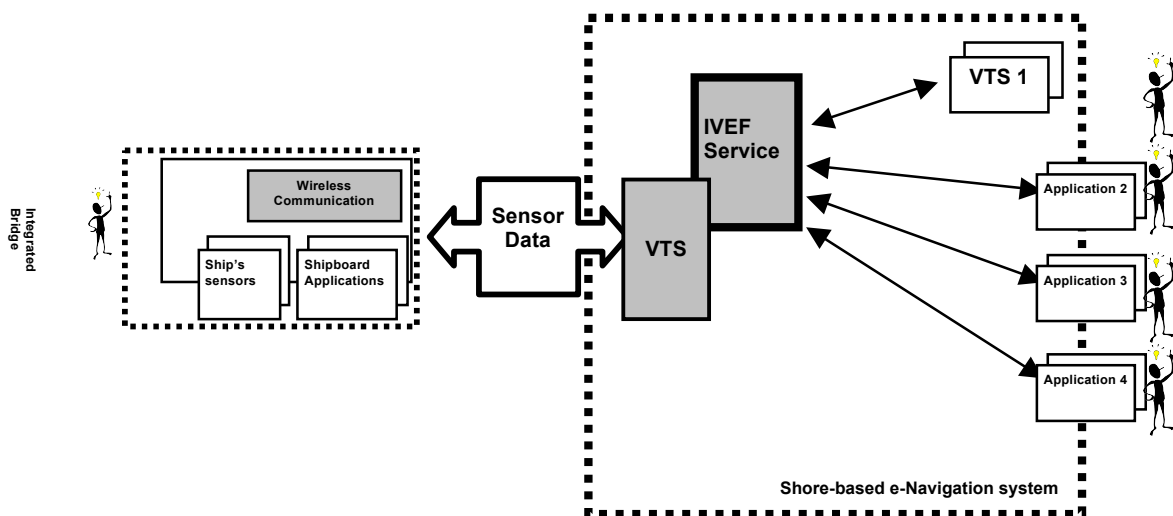 Integrated
Bridge
Wireless
Communication
Ship's
sensors
Shipboard
Applications
Sensor
Data
VTS
IVEF
Service
VTS 1
Application 2
Application 3
Application 4
Shore-based e-Navigation system